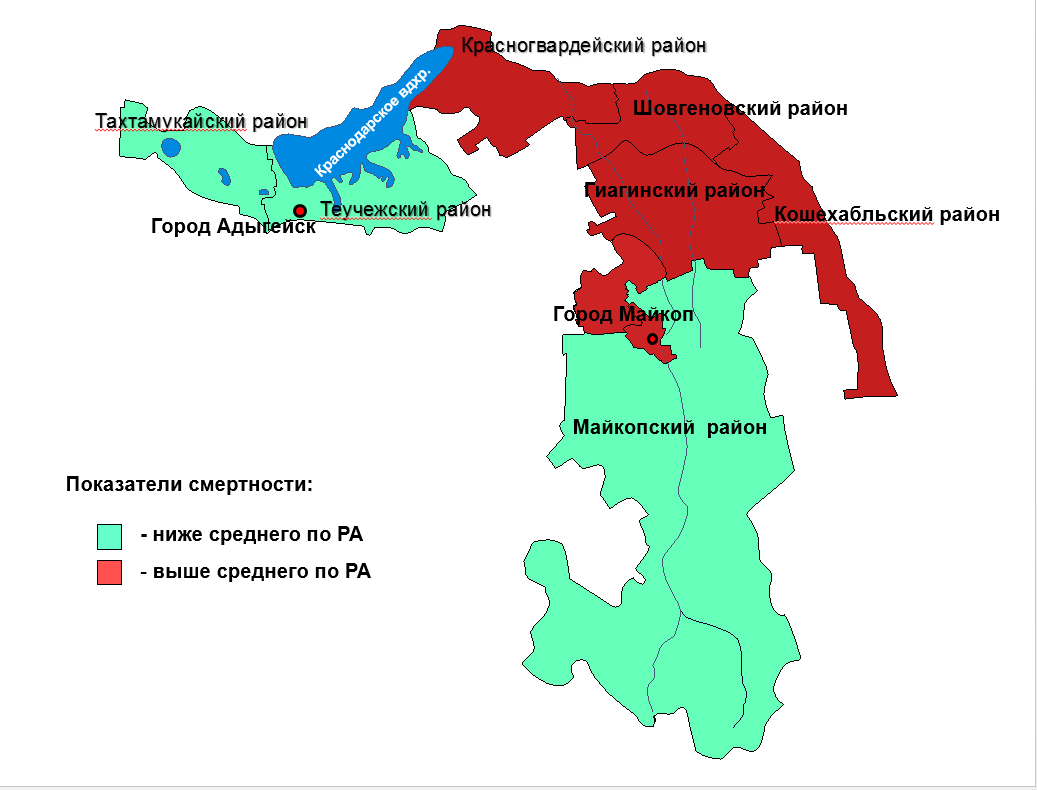 Красногвардейский район
Краснодарское вдхр.
Шовгеновский район
Тахтамукайский район
Гиагинский район
Теучежский район
Кошехабльский район
Город Адыгейск
Город Майкоп
Майкопский район
Показатели смертности:
- ниже среднего по РА
- выше среднего по РА